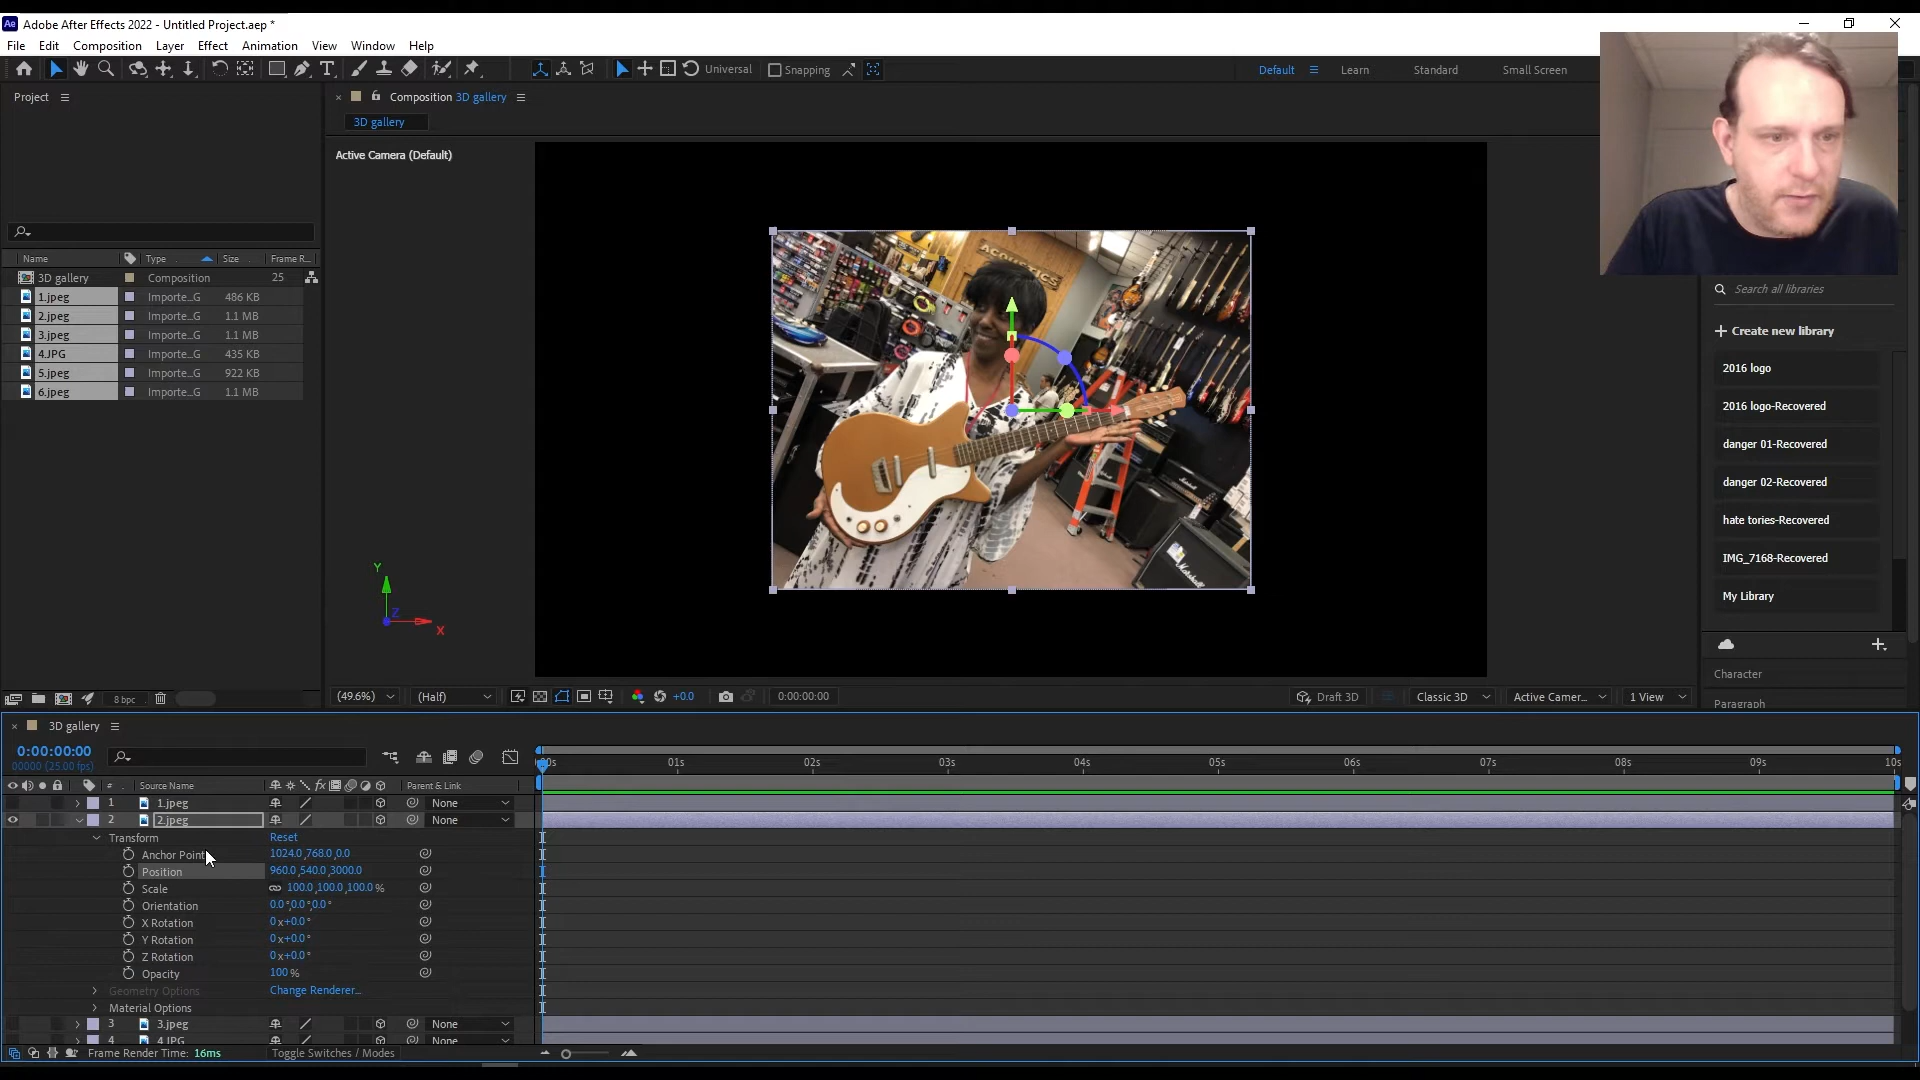 Ae Adobe After Effects 2022 - Untitled Project.aep *
File Edit Composition Layer Effect Animation View Window Help
Universal Snapping Default Learn Standard Small Screen
Project
Composition 3D gallery
3D gallery
Active Camera (Default)
ACOUSTICS
Marshall
Name Type Size Frame R...
3D gallery Composition 25
1.jpeg Importe...G 486 KB
2.jpeg Importe...G 1.1 MB
3.jpeg Importe...G 1.1 MB
4.JPG Importe...G 435 KB
5.jpeg Importe...G 922 KB
6.jpeg Importe...G 1.1 MB
Search all libraries
Create new library
2016 logo
2016 logo-Recovered
danger 01-Recovered
danger 02-Recovered
hate tories-Recovered
IMG_7168-Recovered
My Library
Character
Paragraph
Y
Z
X
8 bpc
(49.6%) (Half) +0.0 0:00:00:00 Draft 3D Classic 3D Active Camer... 1 View
3D gallery
0:00:00:00
00000 (25.00 fps)
:00s 01s 02s 03s 04s 05s 06s 07s 08s 09s 10s
# Source Name fx Parent & Link
1 1.jpeg None
2 2.jpeg None
Transform Reset
Anchor Point 1024.0,768.0,0.0
Position 960.0,540.0,3000.0
Scale 100.0,100.0,100.0 %
Orientation 0.0°,0.0°,0.0°
X Rotation 0x+0.0°
Y Rotation 0x+0.0°
Z Rotation 0x+0.0°
Opacity 100 %
Geometry Options Change Renderer...
Material Options
3 3.jpeg None
4 4.JPG None
Frame Render Time: 16ms Toggle Switches / Modes